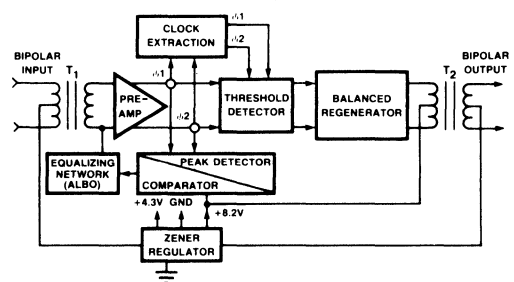 BIPOLAR
INPUT
T1
CLOCK
EXTRACTION
ϕ1
ϕ2
ϕ1
PRE-
AMP
ϕ2
THRESHOLD
DETECTOR
BALANCED
REGENERATOR
T2
BIPOLAR
OUTPUT
EQUALIZING
NETWORK
(ALBO)
PEAK DETECTOR
COMPARATOR
+4.3V GND
+8.2V
ZENER
REGULATOR